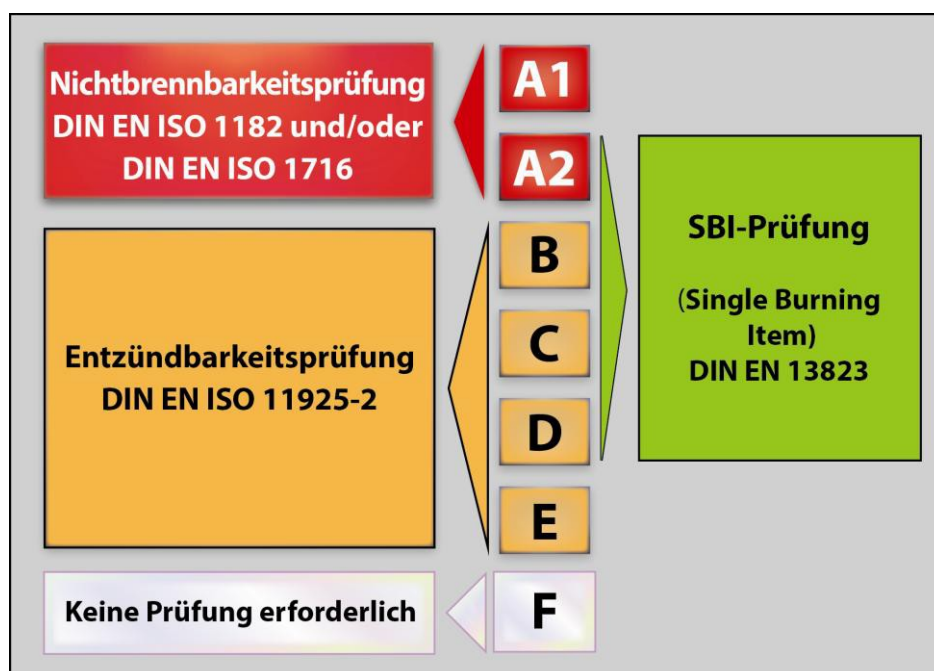 Nichtbrennbarkeitsprüfung
DIN EN ISO 1182 und/oder
DIN EN ISO 1716
A1
A2
B
C
D
E
F
SBI-Prüfung
(Single Burning
Item)
DIN EN 13823
Entzündbarkeitsprüfung
DIN EN ISO 11925-2
Keine Prüfung erforderlich